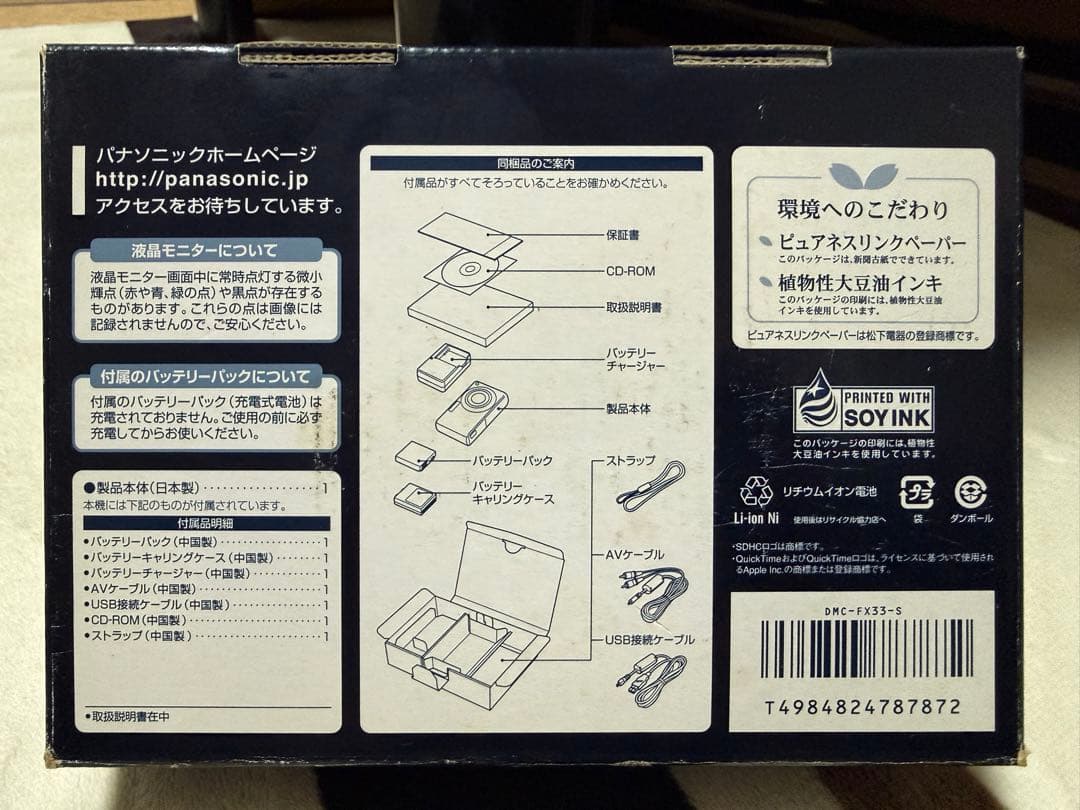 パナソニックホームページ
http://panasonic.jp
アクセスをお待ちしています。
液晶モニターについて
液晶モニター画面中に常時点灯する微小
輝点（赤や青、緑の点）や黒点が存在する
ものがあります。これらの点は画像には
記録されませんので、ご安心ください。
付属のバッテリーパックについて
付属のバッテリーパック（充電式電池）は
充電されておりません。ご使用の前に必ず
充電してからお使いください。
●製品本体（日本製）・・・・・・・・・・・・・・・・1
本機には下記のものが付属されています。
付属品明細
●バッテリーパック（中国製）・・・・・・・・・・1
●バッテリーキャリングケース（中国製）・・・・・1
●バッテリーチャージャー（中国製）・・・・・・・・1
●AVケーブル（中国製）・・・・・・・・・・・・・・1
●USB接続ケーブル（中国製）・・・・・・・・・・・1
●CD-ROM（中国製）・・・・・・・・・・・・・・・1
●ストラップ（中国製）・・・・・・・・・・・・・・1
●取扱説明書在中
同梱品のご案内
付属品がすべてそろっていることをお確かめください。
保証書
CD-ROM
取扱説明書
バッテリー
チャージャー
製品本体
バッテリーパック
バッテリー
キャリングケース
ストラップ
AVケーブル
USB接続ケーブル
環境へのこだわり
ピュアネスリンクペーパー
このパッケージは、新聞古紙でできています。
植物性大豆油インキ
このパッケージの印刷には、植物性大豆油
インキを使用しています。
ピュアネスリンクペーパーは松下電器の登録商標です。
PRINTED WITH
SOY INK
このパッケージの印刷には、植物性
大豆油インキを使用しています。
リチウムイオン電池
Li-ion Ni
使用後はリサイクル協力店へ
プラ
袋
ダンボール
・SDHCロゴは商標です。
・QuickTimeおよびQuickTimeロゴは、ライセンスに基づいて使用され
るApple Inc.の商標または登録商標です。
DMC-FX33-S
T4984824787872